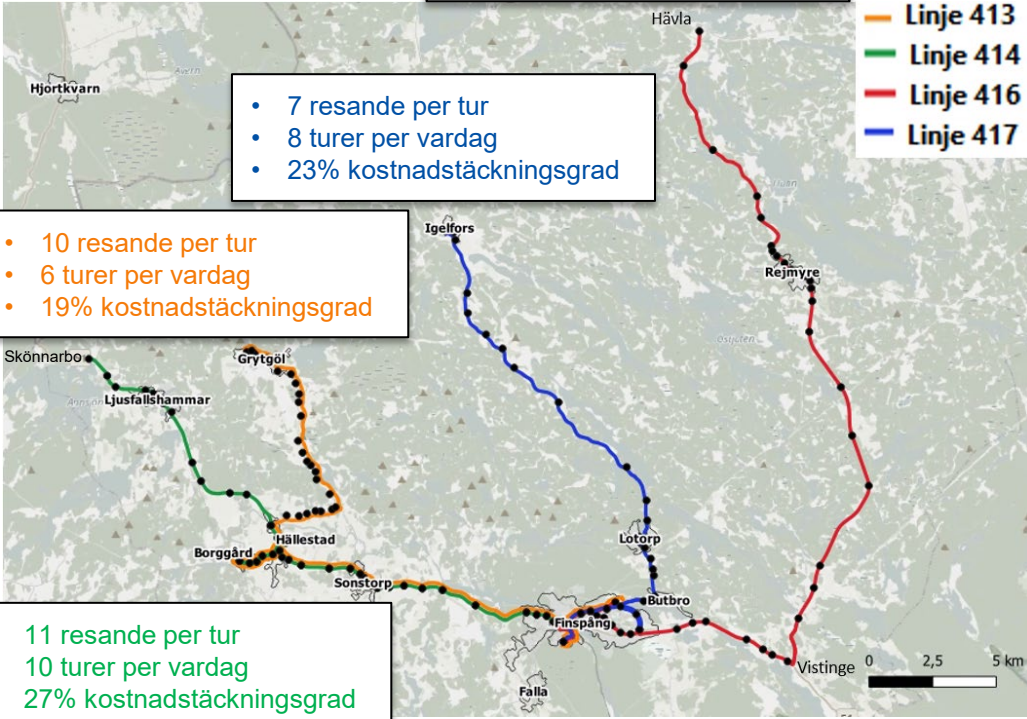 Hävla
Linje 413
Linje 414
Linje 416
Linje 417
Hjortkvarn
• 7 resande per tur
• 8 turer per vardag
• 23% kostnadstäckningsgrad
Igelfors
• 10 resande per tur
• 6 turer per vardag
• 19% kostnadstäckningsgrad
Rejmyre
Skönnarbo
Grytgöl
Ljusfallshammar
Hällestad
Borggård
Sonstorp
Lotorp
Butbro
Finspång
11 resande per tur
10 turer per vardag
27% kostnadstäckningsgrad
Vistinge
0 2,5 5 km
Falla